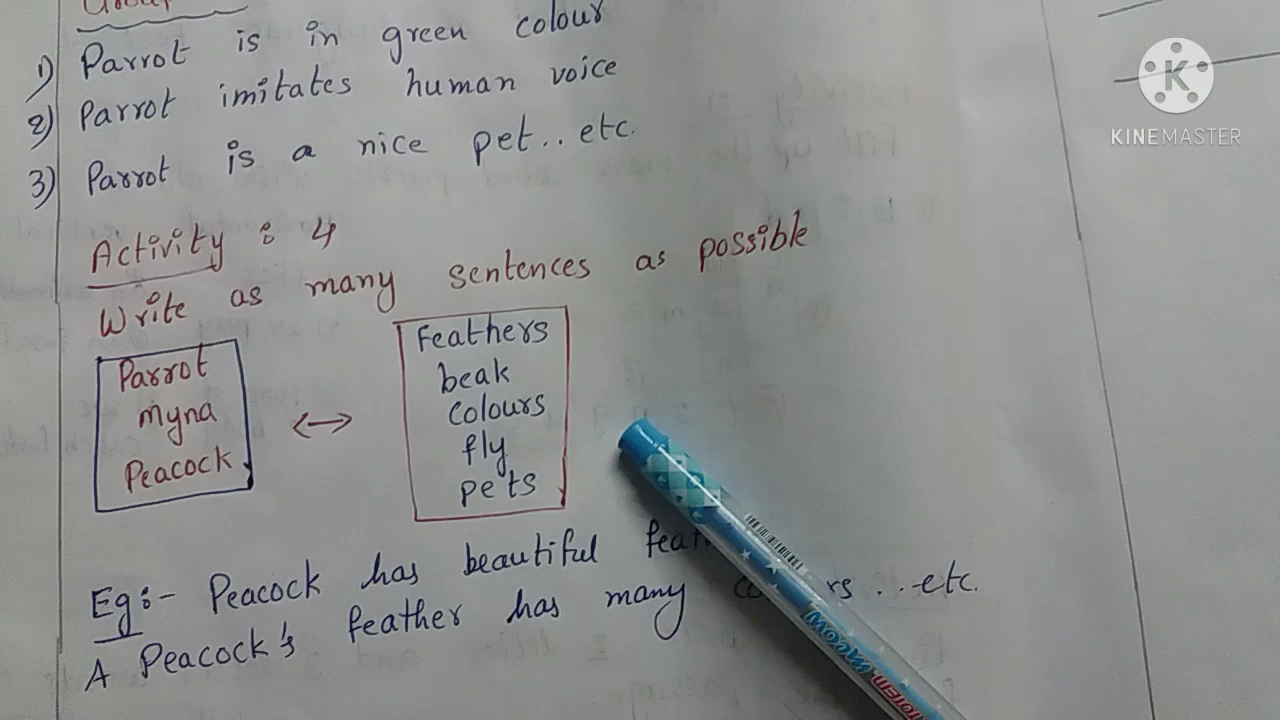 Group
1) Parrot is in green colour
2) Parrot imitates human voice
3) Parrot is a nice pet..etc.
Activity : 4
Write as many sentences as possible
Parrot
myna
Peacock
↔
Feathers
beak
colours
fly
pets
Eg:- Peacock has beautiful
A Peacock's feather has many ..etc.
K
KINEMASTER
WOOW